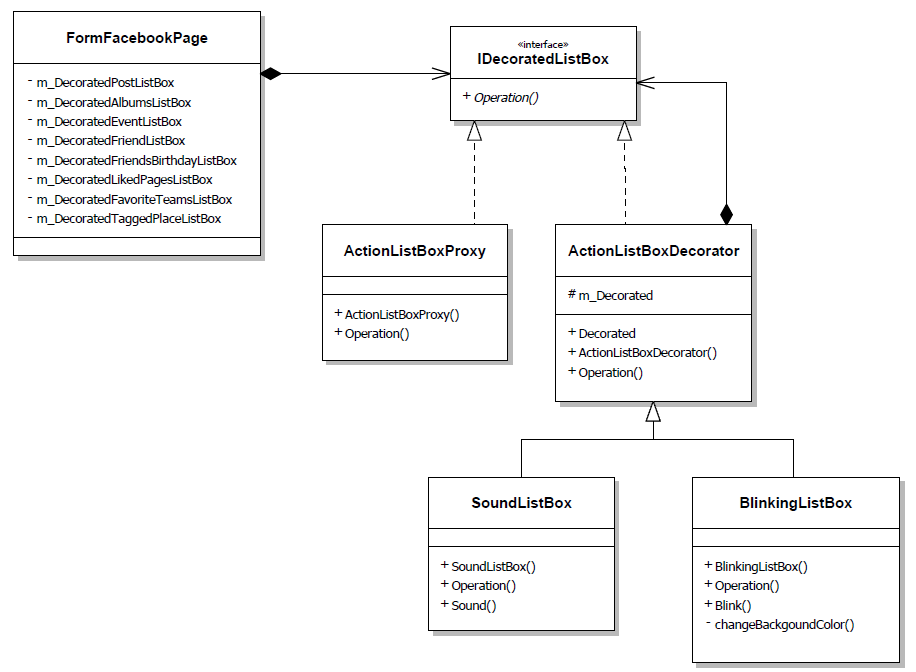 FormFacebookPage
- m_DecoratedPostListBox
- m_DecoratedAlbumsListBox
- m_DecoratedEventListBox
- m_DecoratedFriendListBox
- m_DecoratedFriendsBirthdayListBox
- m_DecoratedLikedPagesListBox
- m_DecoratedFavoriteTeamsListBox
- m_DecoratedTaggedPlaceListBox
«interface»
IDecoratedListBox
+ Operation()
ActionListBoxProxy
+ ActionListBoxProxy()
+ Operation()
ActionListBoxDecorator
# m_Decorated
+ Decorated
+ ActionListBoxDecorator()
+ Operation()
SoundListBox
+ SoundListBox()
+ Operation()
+ Sound()
BlinkingListBox
+ BlinkingListBox()
+ Operation()
+ Blink()
- changeBackgoundColor()